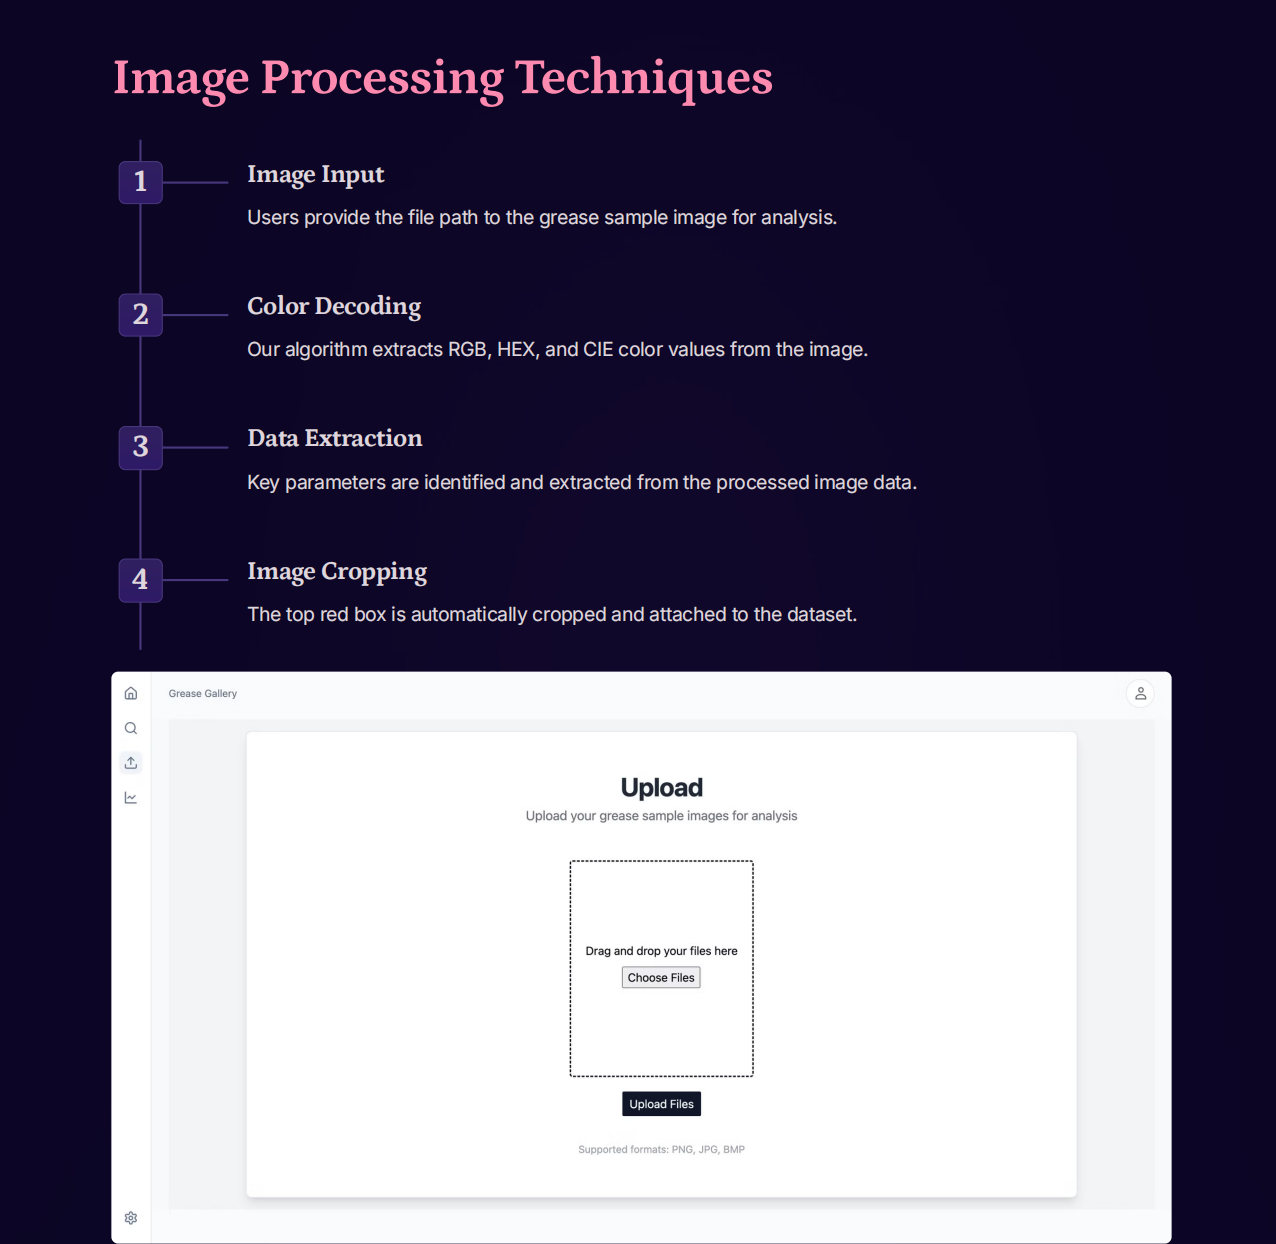 Image Processing Techniques
1
Image Input
Users provide the file path to the grease sample image for analysis.
2
Color Decoding
Our algorithm extracts RGB, HEX, and CIE color values from the image.
3
Data Extraction
Key parameters are identified and extracted from the processed image data.
4
Image Cropping
The top red box is automatically cropped and attached to the dataset.
Grease Gallery
Upload
Upload your grease sample images for analysis
Drag and drop your files here
Choose Files
Upload Files
Supported formats: PNG, JPG, BMP